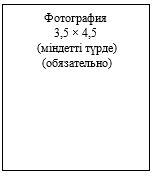 Фотография
3,5 × 4,5
(міндетті түрде)
(обязательно)